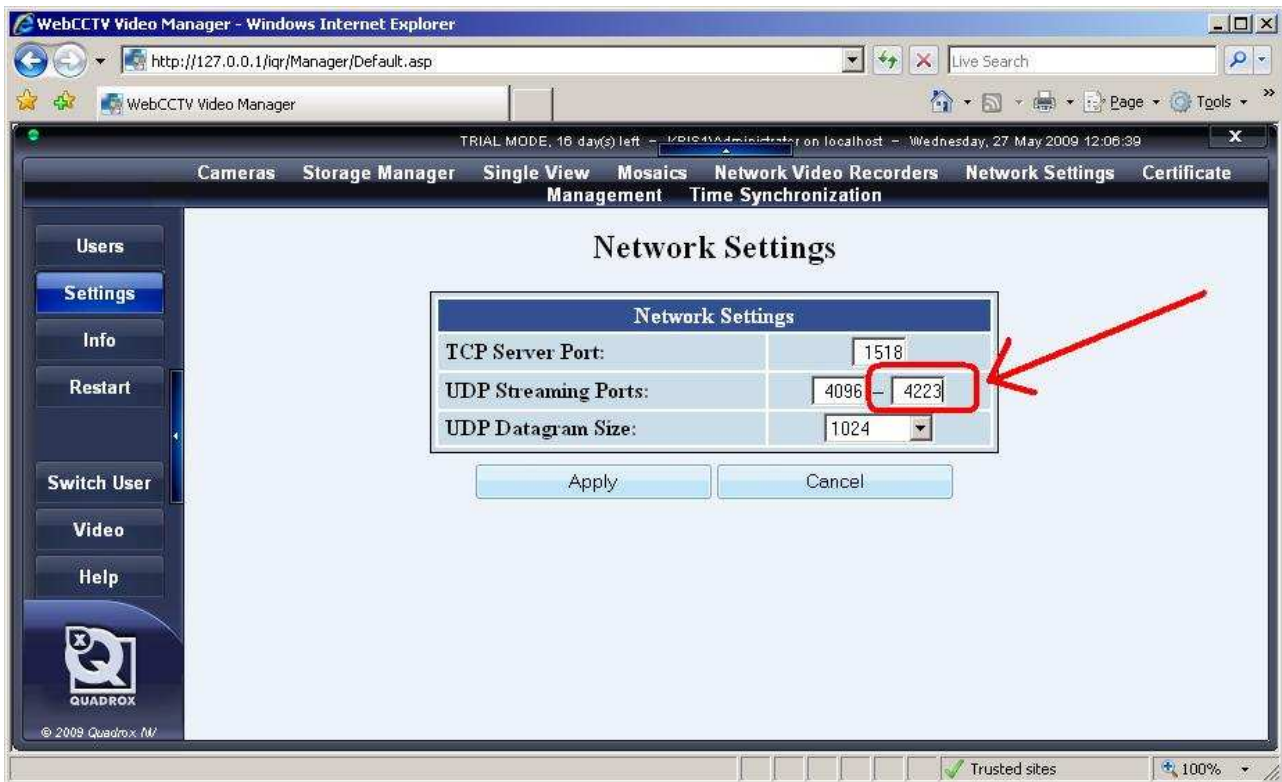 WebCCTV Video Manager - Windows Internet Explorer
http://127.0.0.1/iqr/Manager/Default.asp
Live Search
WebCCTV Video Manager
Page
Tools
»
TRIAL MODE, 16 day(s) left – KRIS4\Administrator on localhost – Wednesday, 27 May 2009 12:06:39
X
Cameras Storage Manager Single View Mosaics Network Video Recorders Network Settings Certificate
Management Time Synchronization
Users
Settings
Info
Restart
Switch User
Video
Help
Network Settings
Network Settings
TCP Server Port: 1518
UDP Streaming Ports: 4096 – 4223
UDP Datagram Size: 1024
Apply Cancel
X
Q
QUADROX
© 2009 Quadrox NV
Trusted sites
100%